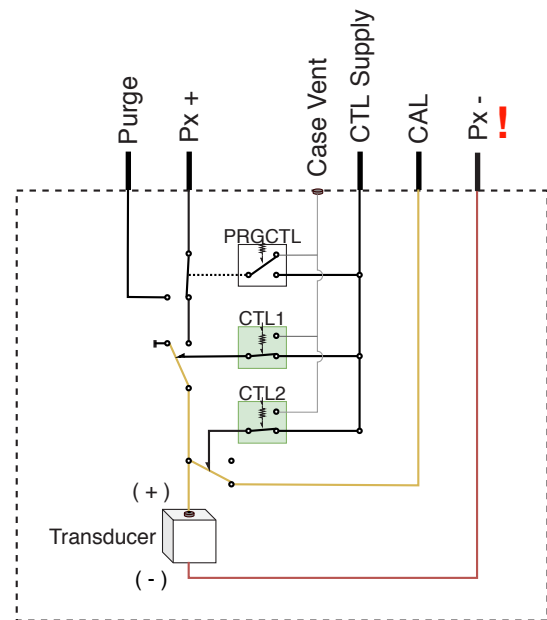 Purge
Px +
Case Vent
CTL Supply
CAL
Px -
!
PRGCTL
CTL1
CTL2
( + )
Transducer
( - )